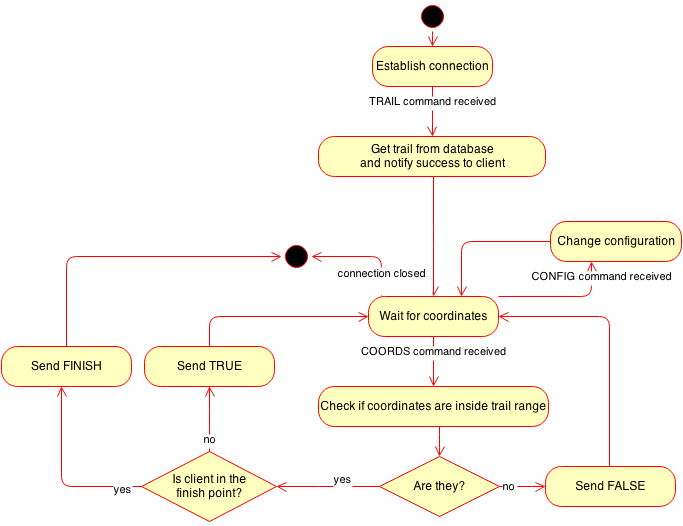 Establish connection
TRAIL command received
Get trail from database
and notify success to client
Change configuration
connection closed
CONFIG command received
Wait for coordinates
COORDS command received
Send FINISH
Send TRUE
Check if coordinates are inside trail range
no
Is client in the
finish point?
yes
yes
Are they?
no
Send FALSE